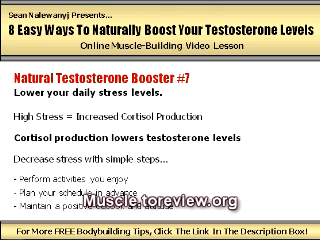 Sean Nalewanyj Presents...
8 Easy Ways To Naturally Boost Your Testosterone Levels
Online Muscle-Building Video Lesson
Natural Testosterone Booster #7
Lower your daily stress levels.
High Stress = Increased Cortisol Production
Cortisol production lowers testosterone levels
Decrease stress with simple steps...
- Perform activities you enjoy
- Plan your schedule in advance
- Maintain a positive
Muscle.toreview.org
For More FREE Bodybuilding Tips, Click The Link In The Description Box!